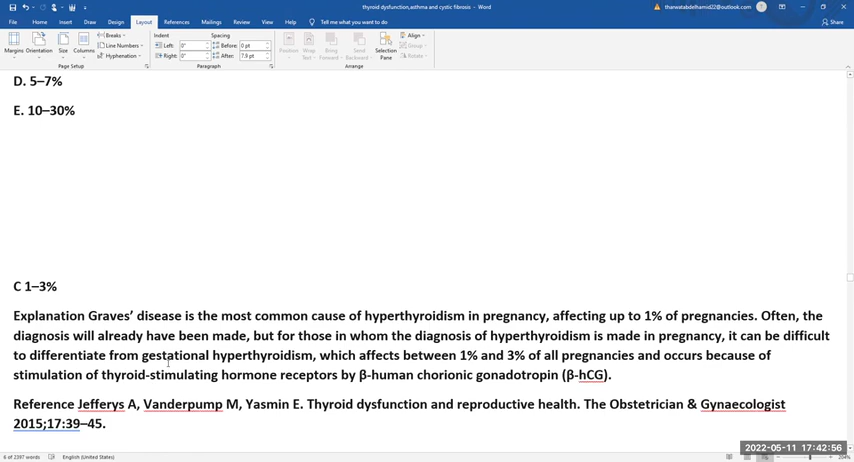 thyroid dysfunction,asthma and cystic fibrosis - Word
tharwatabdelhamid22@outlook.com
File Home Insert Draw Design Layout References Mailings Review View Help Tell me what you want to do
Share
Margins Orientation Size Columns
Breaks
Line Numbers
Hyphenation
Page Setup
Indent Spacing
Left: 0" Before: 0 pt
Right: 0" After: 7.9 pt
Paragraph
Position Wrap Text Bring Forward Send Backward Selection Pane
Align
Group
Rotate
Arrange
D. 5–7%
E. 10–30%
C 1–3%
Explanation Graves’ disease is the most common cause of hyperthyroidism in pregnancy, affecting up to 1% of pregnancies. Often, the
diagnosis will already have been made, but for those in whom the diagnosis of hyperthyroidism is made in pregnancy, it can be difficult
to differentiate from gestational hyperthyroidism, which affects between 1% and 3% of all pregnancies and occurs because of
stimulation of thyroid-stimulating hormone receptors by β-human chorionic gonadotropin (β-hCG).
Reference Jefferys A, Vanderpump M, Yasmin E. Thyroid dysfunction and reproductive health. The Obstetrician & Gynaecologist
2015;17:39–45.
2022-05-11 17:42:56
6 of 2397 words English (United States)